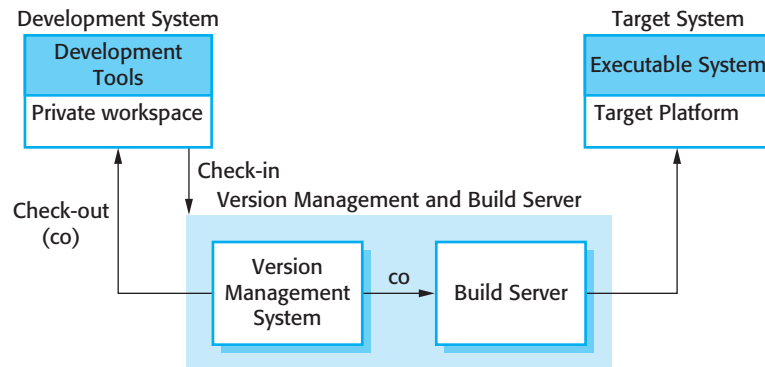 Development System
Target System
Development
Tools
Executable System
Private workspace
Target Platform
Check-in
Check-out
(co)
Version Management and Build Server
Version
Management
System
co
Build Server